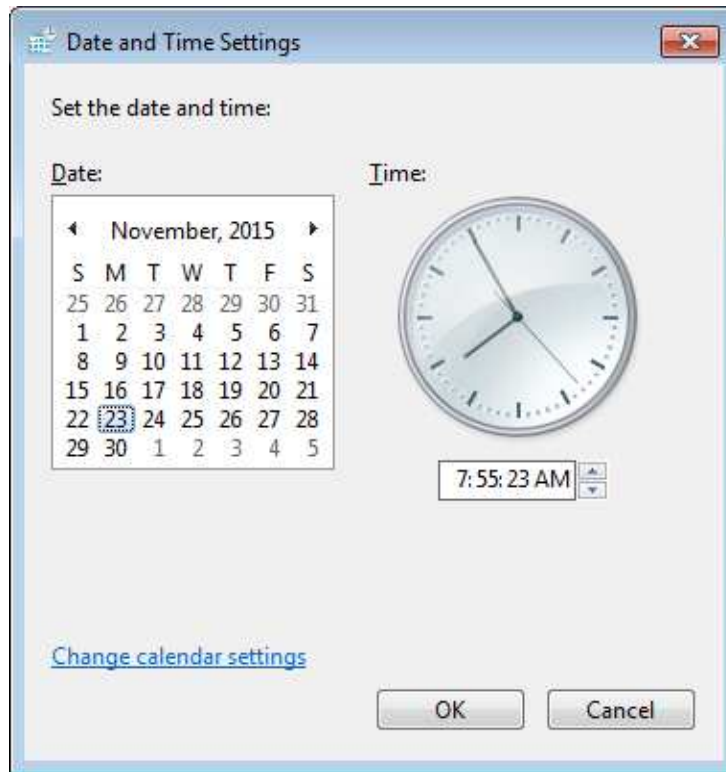 Date and Time Settings
Set the date and time:
Date:
November, 2015
S M T W T F S
25 26 27 28 29 30 31
1 2 3 4 5 6 7
8 9 10 11 12 13 14
15 16 17 18 19 20 21
22 23 24 25 26 27 28
29 30 1 2 3 4 5
Time:
7:55:23 AM
Change calendar settings
OK Cancel